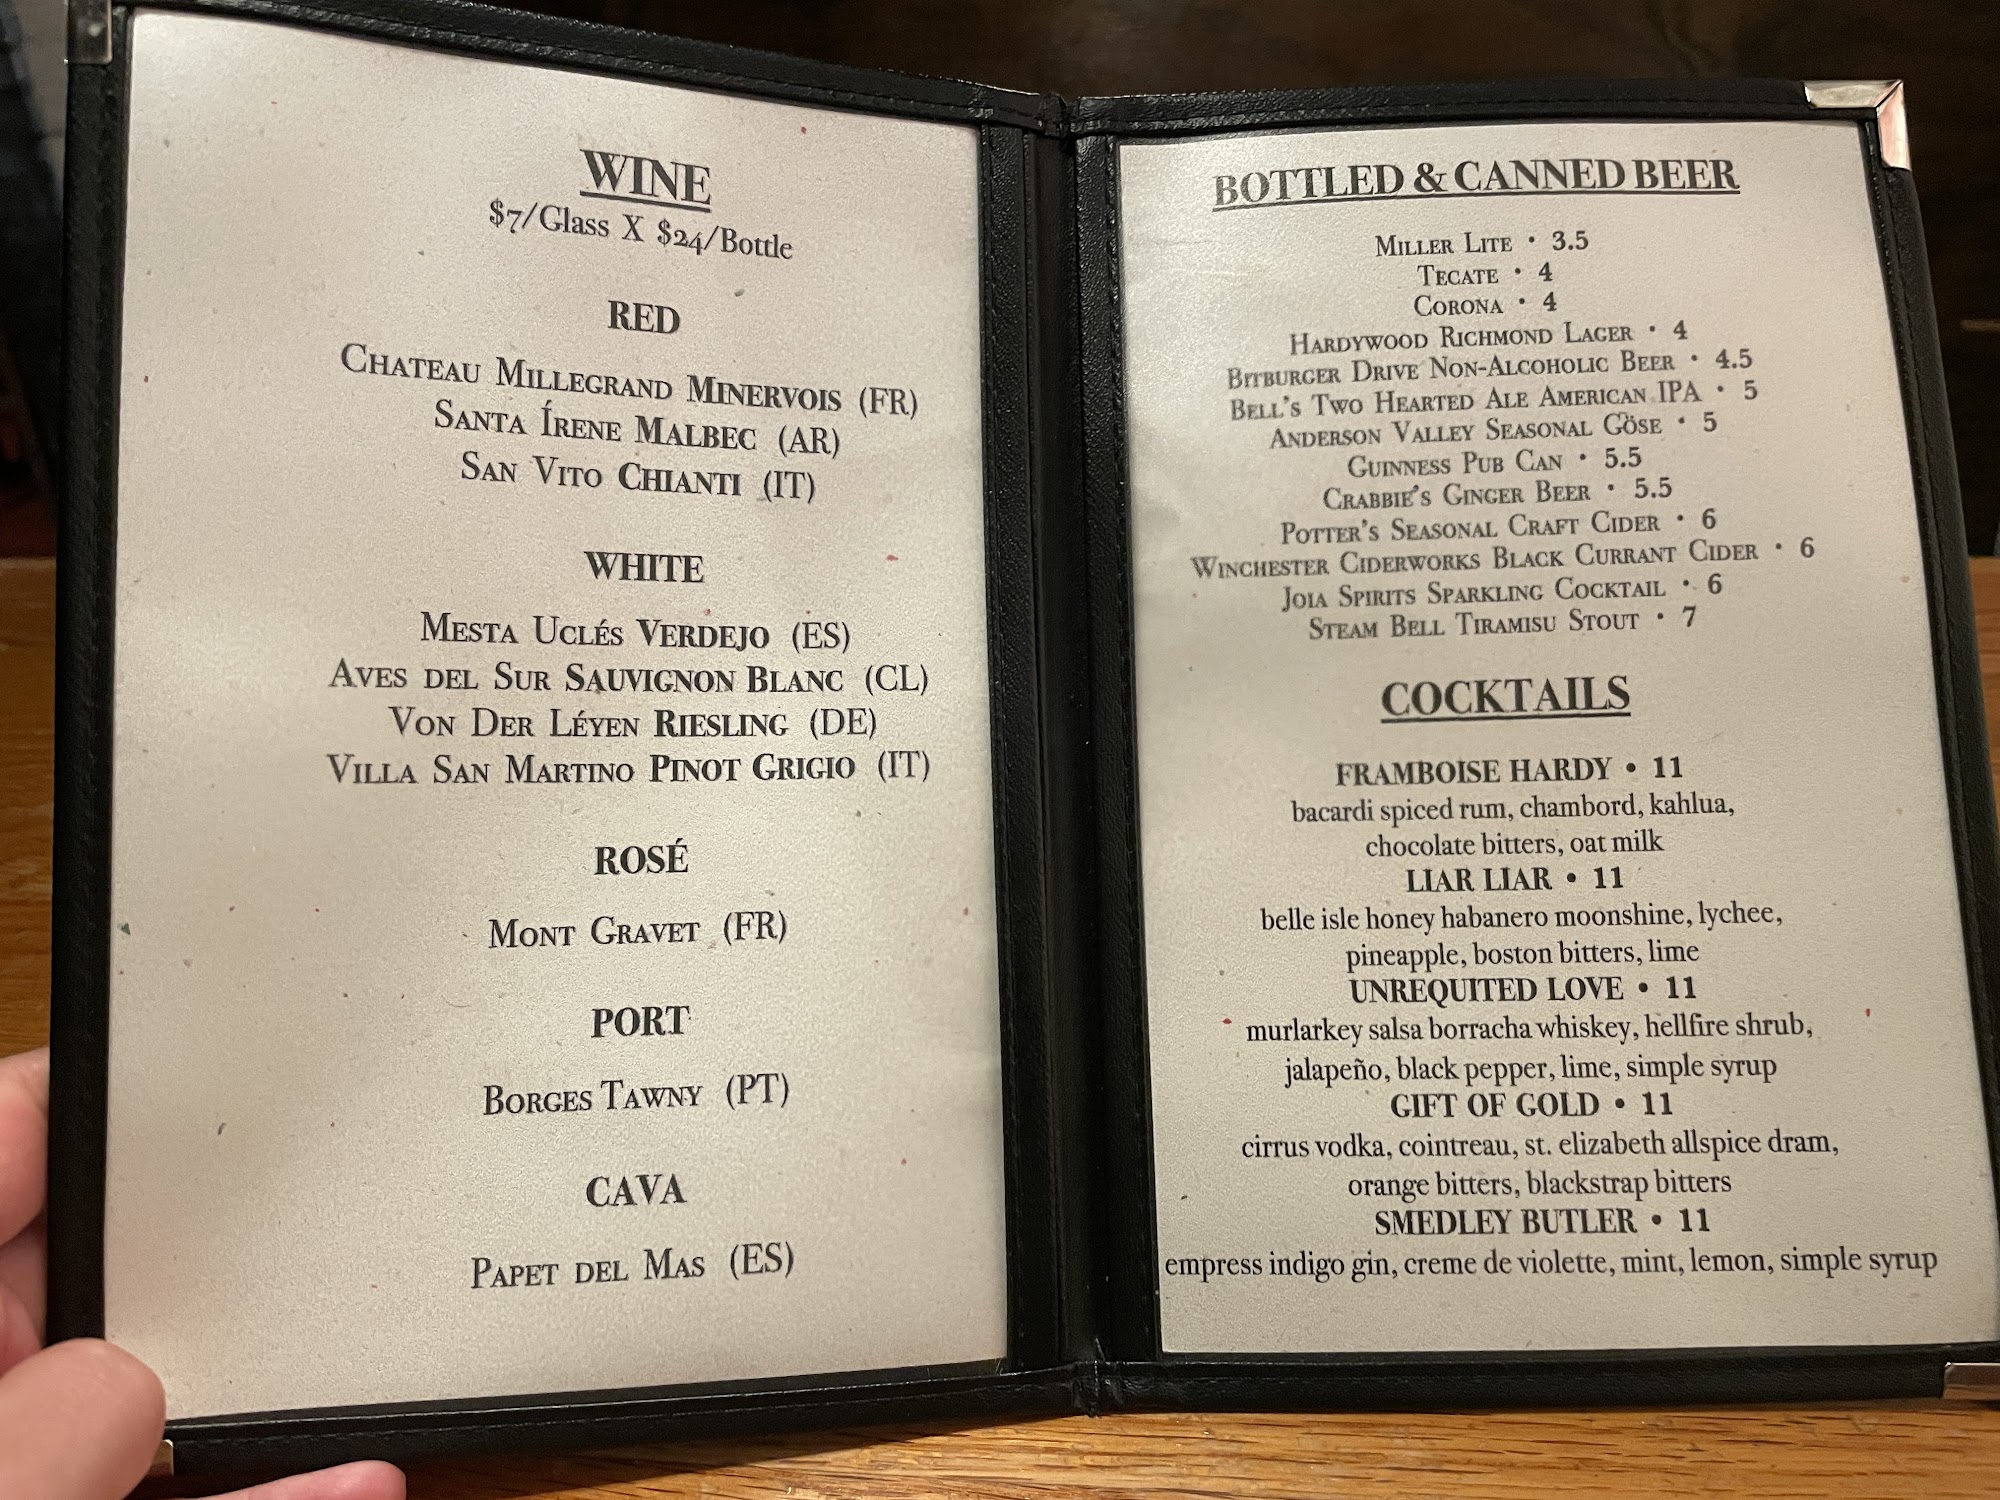 WINE
$7/Glass X $24/Bottle
RED
CHATEAU MILLEGRAND MINERVOIS (FR)
SANTA ÍRENE MALBEC (AR)
SAN VITO CHIANTI (IT)
WHITE
MESTA UCLÉS VERDEJO (ES)
AVES DEL SUR SAUVIGNON BLANC (CL)
VON DER LÉYEN RIESLING (DE)
VILLA SAN MARTINO PINOT GRIGIO (IT)
ROSÉ
MONT GRAVET (FR)
PORT
BORGES TAWNY (PT)
CAVA
PAPET DEL MAS (ES)
BOTTLED & CANNED BEER
MILLER LITE • 3.5
TECATE • 4
CORONA • 4
HARDYWOOD RICHMOND LAGER • 4
BITBURGER DRIVE NON-ALCOHOLIC BEER • 4.5
BELL'S TWO HEARTED ALE AMERICAN IPA • 5
ANDERSON VALLEY SEASONAL GÖSE • 5
GUINNESS PUB CAN • 5.5
CRABBIE'S GINGER BEER • 5.5
POTTER'S SEASONAL CRAFT CIDER • 6
WINCHESTER CIDERWORKS BLACK CURRANT CIDER • 6
JOIA SPIRITS SPARKLING COCKTAIL • 6
STEAM BELL TIRAMISU STOUT • 7
COCKTAILS
FRAMBOISE HARDY • 11
bacardi spiced rum, chambord, kahlua,
chocolate bitters, oat milk
LIAR LIAR • 11
belle isle honey habanero moonshine, lychee,
pineapple, boston bitters, lime
UNREQUITED LOVE • 11
murlarkey salsa borracha whiskey, hellfire shrub,
jalapeño, black pepper, lime, simple syrup
GIFT OF GOLD • 11
cirrus vodka, cointreau, st. elizabeth allspice dram,
orange bitters, blackstrap bitters
SMEDLEY BUTLER • 11
empress indigo gin, creme de violette, mint, lemon, simple syrup